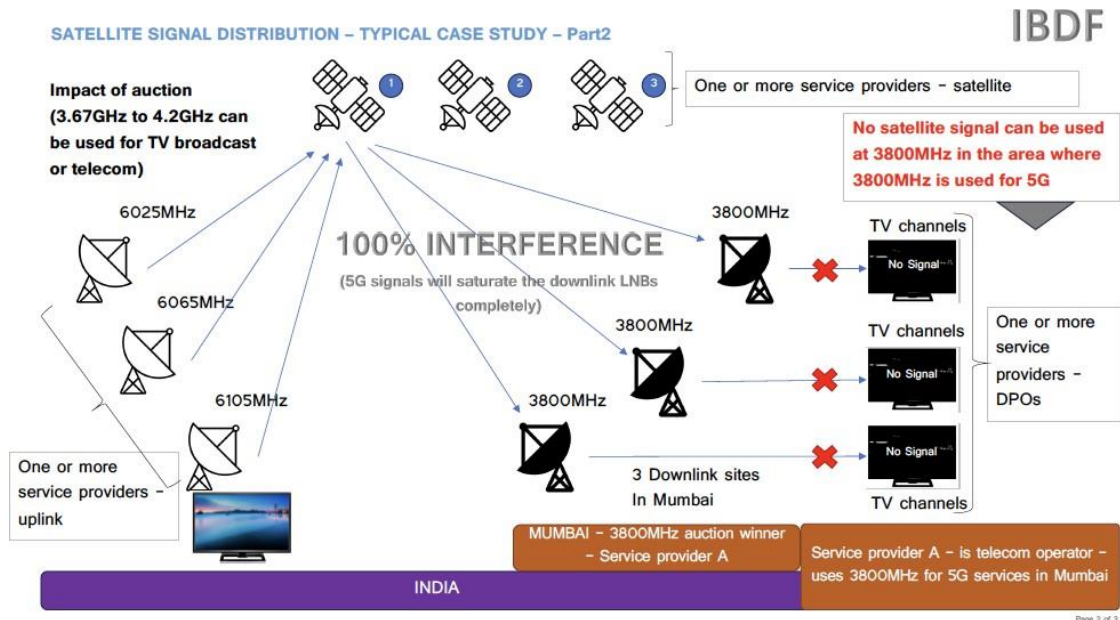 SATELLITE SIGNAL DISTRIBUTION – TYPICAL CASE STUDY – Part2
IBDF
Impact of auction
(3.67GHz to 4.2GHz can
be used for TV broadcast
or telecom)
1
2
3
One or more service providers – satellite
No satellite signal can be used
at 3800MHz in the area where
3800MHz is used for 5G
6025MHz
6065MHz
6105MHz
100% INTERFERENCE
(5G signals will saturate the downlink LNBs
completely)
3800MHz
3800MHz
3800MHz
TV channels
No Signal
TV channels
No Signal
No Signal
TV channels
One or more
service
providers –
DPOs
One or more
service providers –
uplink
3 Downlink sites
In Mumbai
MUMBAI – 3800MHz auction winner
– Service provider A
Service provider A – is telecom operator –
uses 3800MHz for 5G services in Mumbai
INDIA
Page 2 of 3